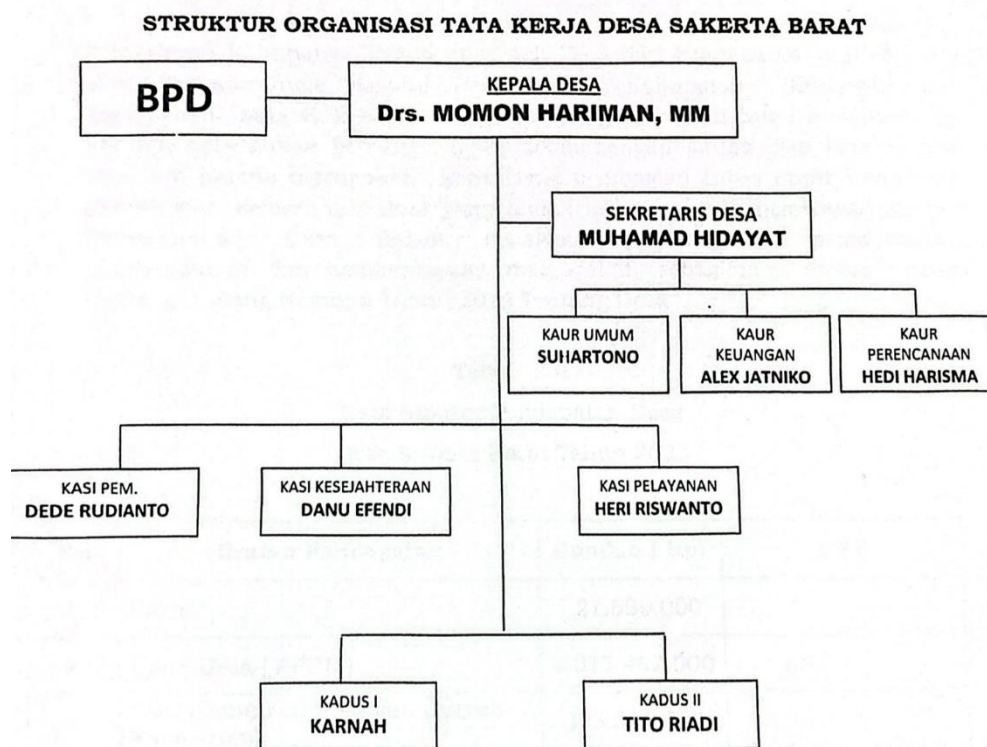 STRUKTUR ORGANISASI TATA KERJA DESA SAKERTA BARAT
BPD
KEPALA DESA
Drs. MOMON HARIMAN, MM
SEKRETARIS DESA
MUHAMAD HIDAYAT
KAUR UMUM
SUHARTONO
KAUR
KEUANGAN
ALEX JATNIKO
KAUR
PERENCANAAN
HEDI HARISMA
KASI PEM.
DEDE RUDIANTO
KASI KESEJAHTERAAN
DANU EFENDI
KASI PELAYANAN
HERI RISWANTO
KADUS I
KARNAH
KADUS II
TITO RIADI